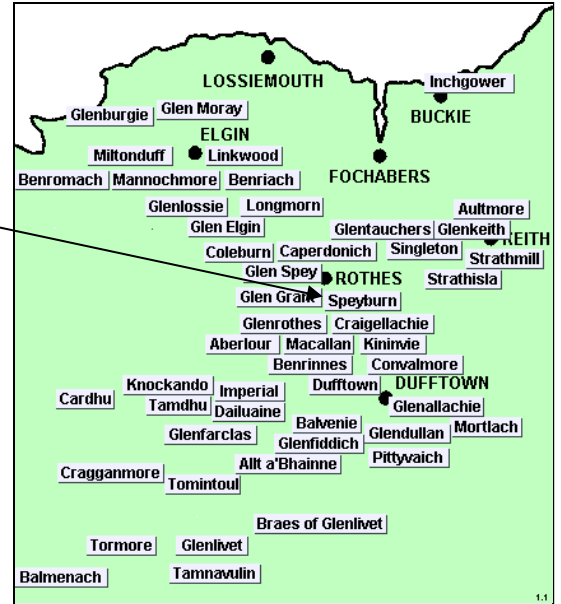 LOSSIEMOUTH
Inchgower
BUCKIE
Glenburgie
Glen Moray
ELGIN
Miltonduff
Linkwood
FOCHABERS
Benromach
Mannochmore
Benriach
Glenlossie
Longmorn
Aultmore
Glen Elgin
Glentauchers
Glenkeith
KEITH
Coleburn
Caperdonich
Singleton
Strathmill
Glen Spey
ROTHES
Strathisla
Glen Grant
Speyburn
Glenrothes
Craigellachie
Aberlour
Macallan
Kininvie
Benrinnes
Convalmore
Knockando
Imperial
Dufftown
DUFFTOWN
Cardhu
Tamdhu
Dailuaine
Glenallachie
Balvenie
Glendullan
Mortlach
Glenfarclas
Glenfiddich
Allt a'Bhainne
Pittyvaich
Cragganmore
Tomintoul
Braes of Glenlivet
Tormore
Glenlivet
Balmenach
Tamnavulin
1.1